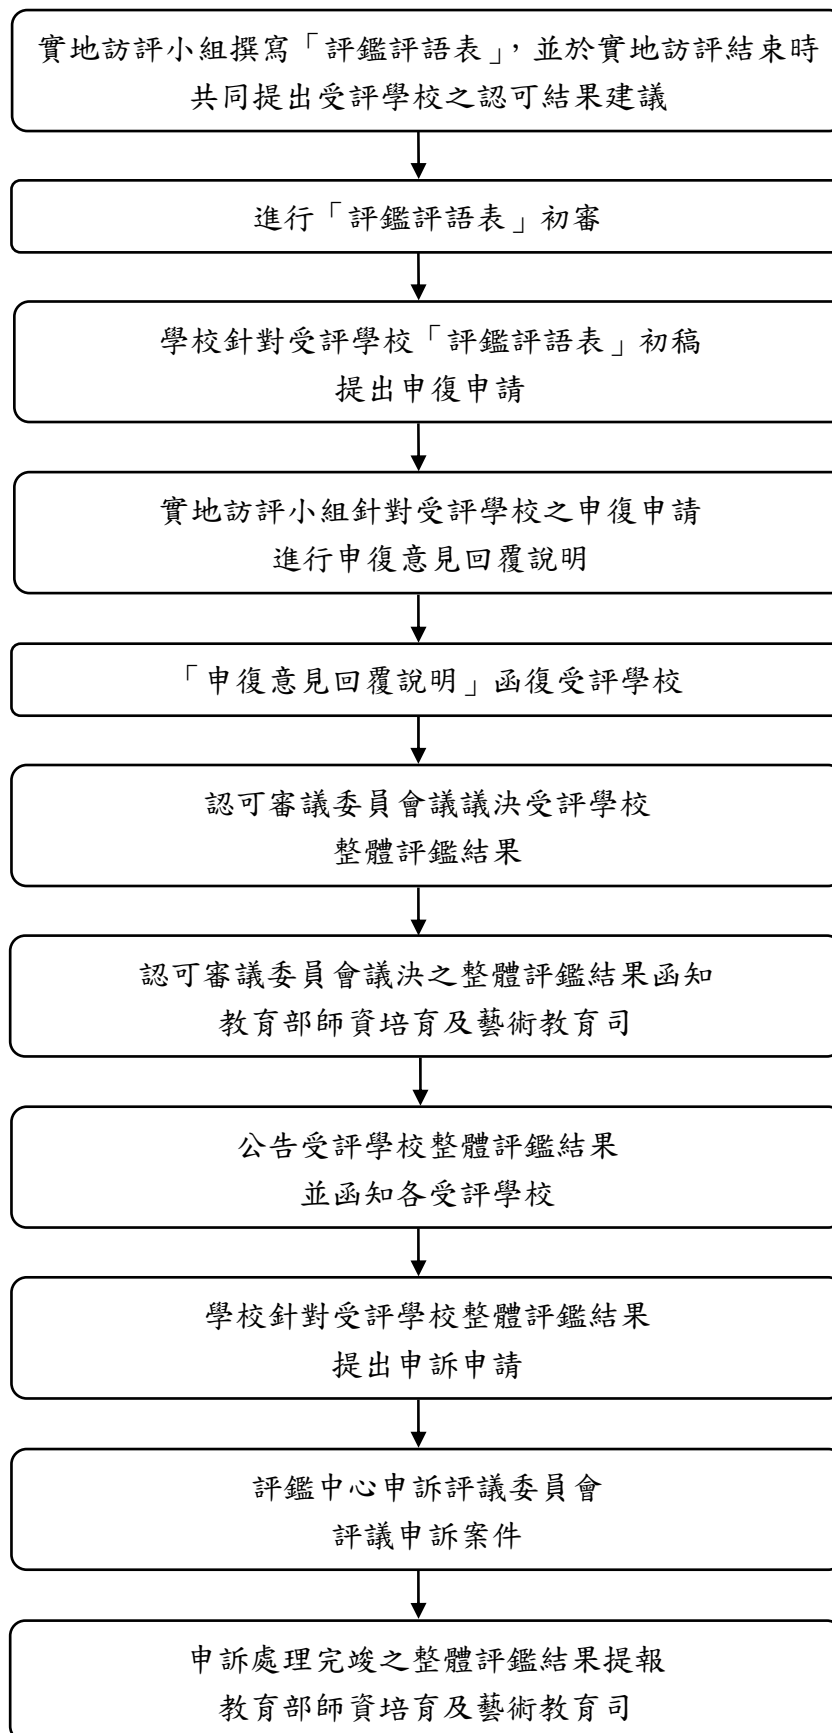 實地訪評小組撰寫「評鑑評語表」，並於實地訪評結束時
共同提出受評學校之認可結果建議
進行「評鑑評語表」初審
學校針對受評學校「評鑑評語表」初稿
提出申復申請
實地訪評小組針對受評學校之申復申請
進行申復意見回覆說明
「申復意見回覆說明」函復受評學校
認可審議委員會議議決受評學校
整體評鑑結果
認可審議委員會議決之整體評鑑結果函知
教育部師資培育及藝術教育司
公告受評學校整體評鑑結果
並函知各受評學校
學校針對受評學校整體評鑑結果
提出申訴申請
評鑑中心申訴評議委員會
評議申訴案件
申訴處理完竣之整體評鑑結果提報
教育部師資培育及藝術教育司